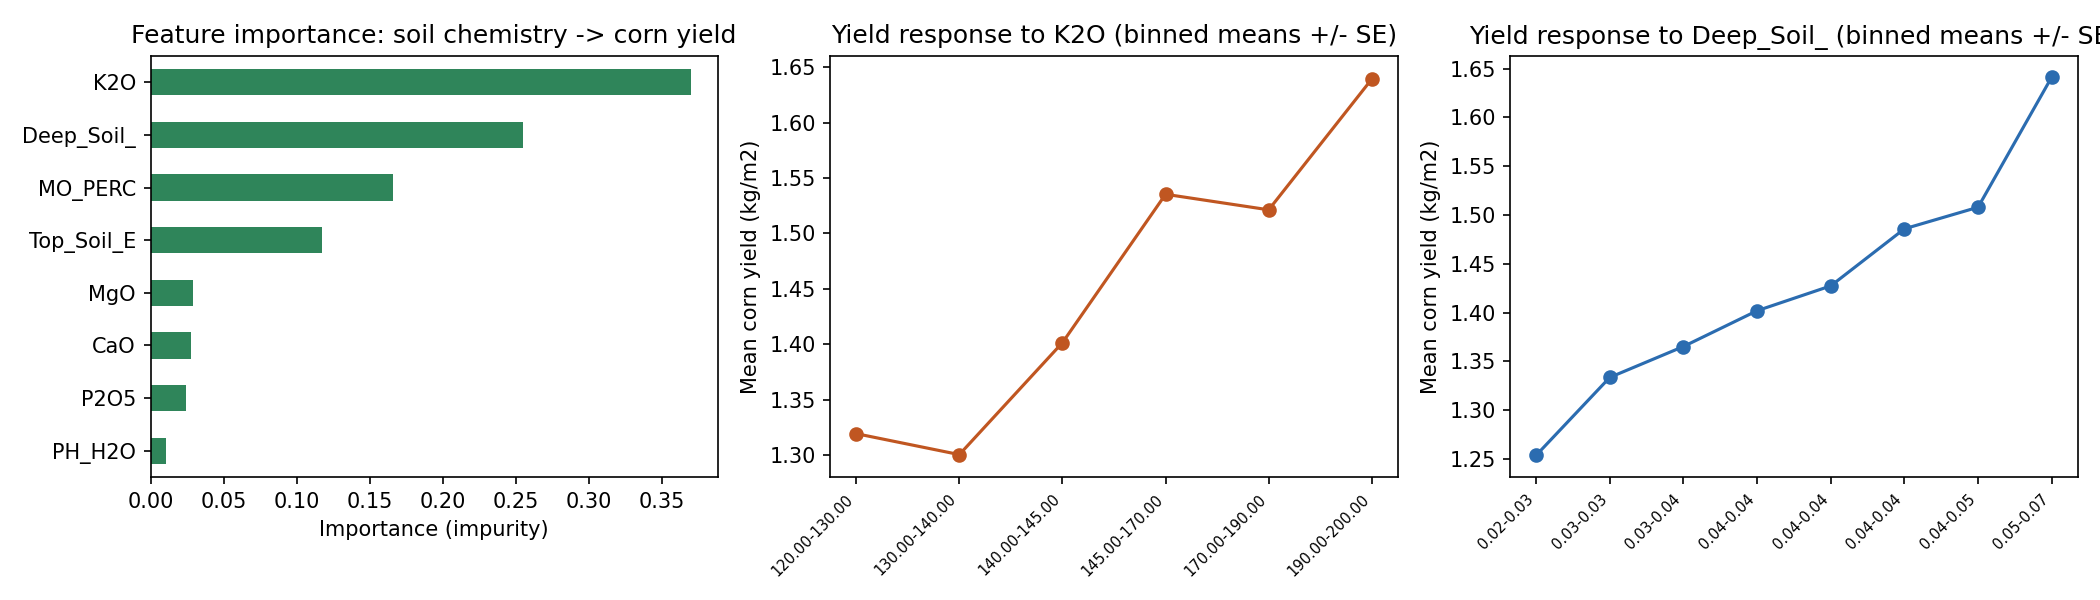 Feature importance: soil chemistry -> corn yield
K2O
Deep_Soil_
MO_PERC
Top_Soil_E
MgO
CaO
P2O5
PH_H2O
0.00 0.05 0.10 0.15 0.20 0.25 0.30 0.35
Importance (impurity)
Yield response to K2O (binned means +/- SE)
Mean corn yield (kg/m2)
1.65
1.60
1.55
1.50
1.45
1.40
1.35
1.30
120.00-130.00
130.00-140.00
140.00-145.00
145.00-170.00
170.00-190.00
190.00-200.00
Yield response to Deep_Soil_ (binned means +/- SE
Mean corn yield (kg/m2)
1.65
1.60
1.55
1.50
1.45
1.40
1.35
1.30
1.25
0.02-0.03
0.03-0.03
0.03-0.04
0.04-0.04
0.04-0.04
0.04-0.04
0.04-0.05
0.05-0.07